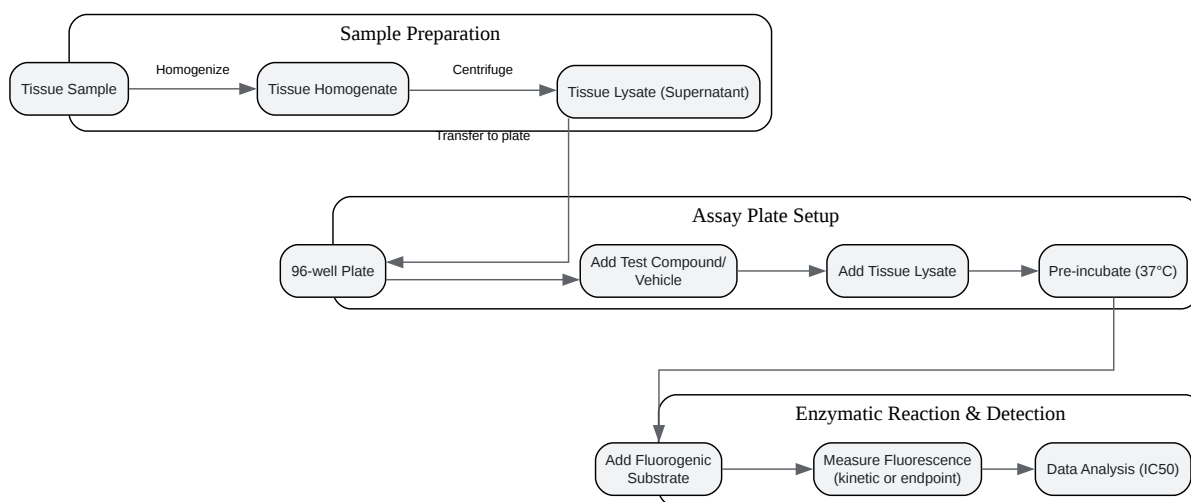 Sample Preparation
Homogenize
Centrifuge
Tissue Sample
Tissue Homogenate
Tissue Lysate (Supernatant)
Transfer to plate
Assay Plate Setup
96-well Plate
Add Test Compound/
Vehicle
Add Tissue Lysate
Pre-incubate (37°C)
Enzymatic Reaction & Detection
Add Fluorogenic
Substrate
Measure Fluorescence
(kinetic or endpoint)
Data Analysis (IC50)